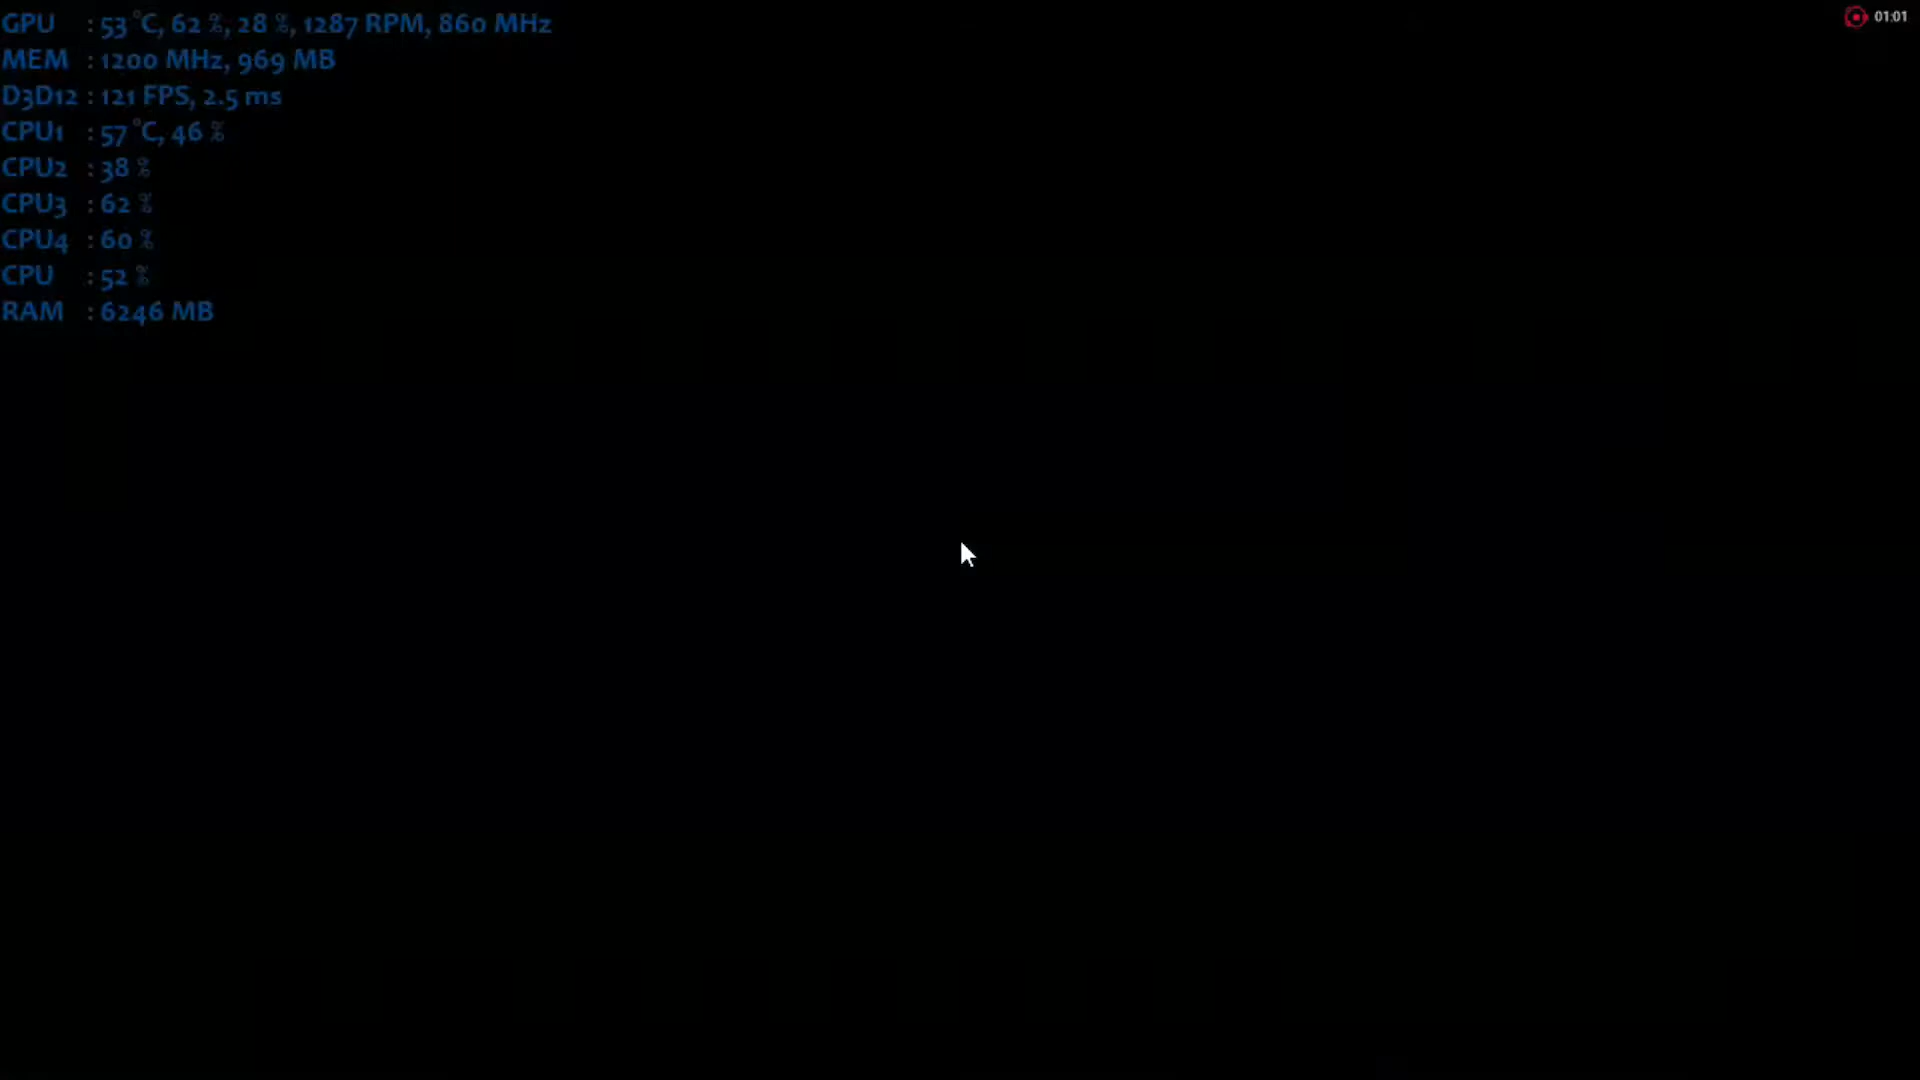 GPU : 53 °C, 62 %, 28 %, 1287 RPM, 860 MHz
01:01
MEM : 1200 MHz, 969 MB
D3D12 : 121 FPS, 2.5 ms
CPU1 : 57 °C, 46 %
CPU2 : 38 %
CPU3 : 62 %
CPU4 : 60 %
CPU : 52 %
RAM : 6246 MB